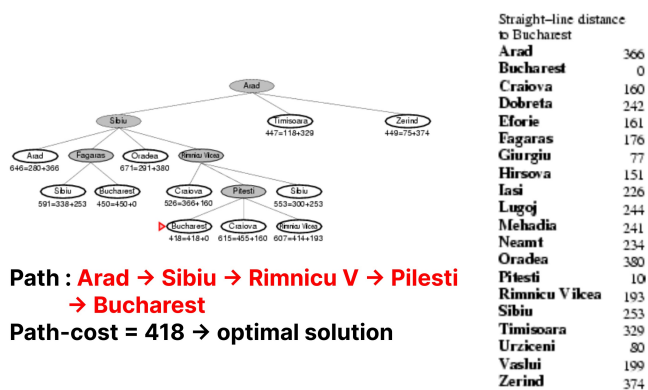 Arad
Sibiu
Timisoara
447=118+329
Zerind
449=75+374
Arad
646=280+366
Fagaras
Oradea
671=291+380
Rimnicu Vilcea
Sibiu
591=338+253
Bucharest
450=450+0
Craiova
526=366+160
Pitesti
Sibiu
553=300+253
Bucharest
418=418+0
Craiova
615=455+160
Rimnicu Vilcea
607=414+193
Path : Arad → Sibiu → Rimnicu V → Pilesti
→ Bucharest
Path-cost = 418 → optimal solution
Straight–line distance
to Bucharest
Arad 366
Bucharest 0
Craiova 160
Dobreta 242
Eforie 161
Fagaras 176
Giurgiu 77
Hirsova 151
Iasi 226
Lugoj 244
Mehadia 241
Neamt 234
Oradea 380
Pitesti 10
Rimnicu Vilcea 193
Sibiu 253
Timisoara 329
Urziceni 80
Vaslui 199
Zerind 374